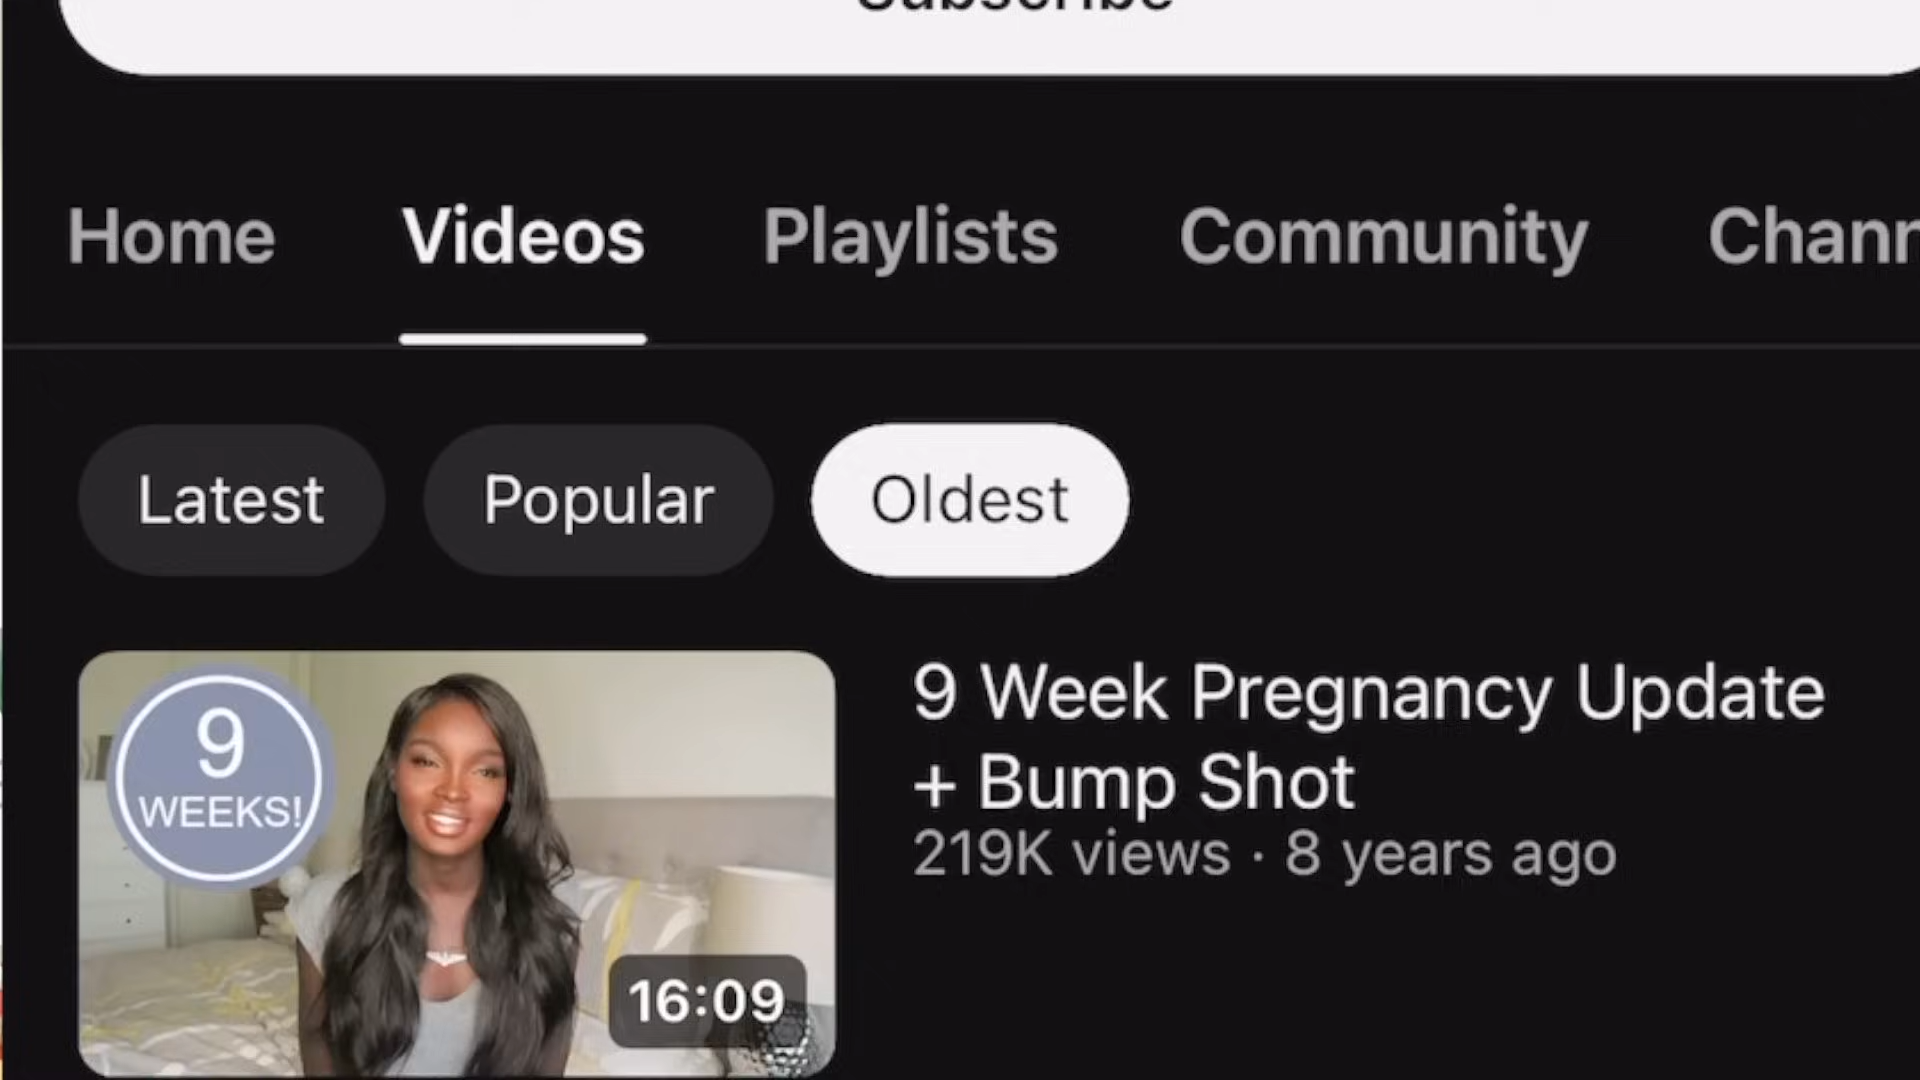 Subscribe
Home Videos Playlists Community
Latest Popular Oldest
9
WEEKS!
16:09
9 Week Pregnancy Update
+ Bump Shot
219K views · 8 years ago